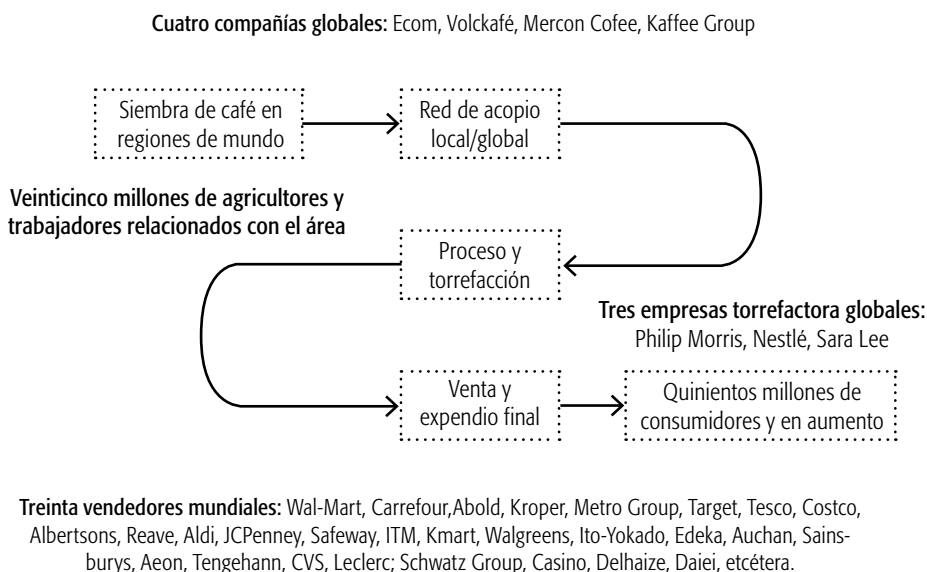 Cuatro compañías globales: Ecom, Volckafé, Mercon Cofee, Kaffee Group
Siembra de café en
regiones de mundo
Red de acopio
local/global
Veinticinco millones de agricultores y
trabajadores relacionados con el área
Proceso y
torrefacción
Tres empresas torrefactora globales:
Philip Morris, Nestlé, Sara Lee
Venta y
expendio final
Quinientos millones de
consumidores y en aumento
Treinta vendedores mundiales: Wal-Mart, Carrefour,Abold, Kroper, Metro Group, Target, Tesco, Costco,
Albertsons, Reave, Aldi, JCPenney, Safeway, ITM, Kmart, Walgreens, Ito-Yokado, Edeka, Auchan, Sains-
burys, Aeon, Tengehann, CVS, Leclerc; Schwatz Group, Casino, Delhaize, Daiei, etcétera.